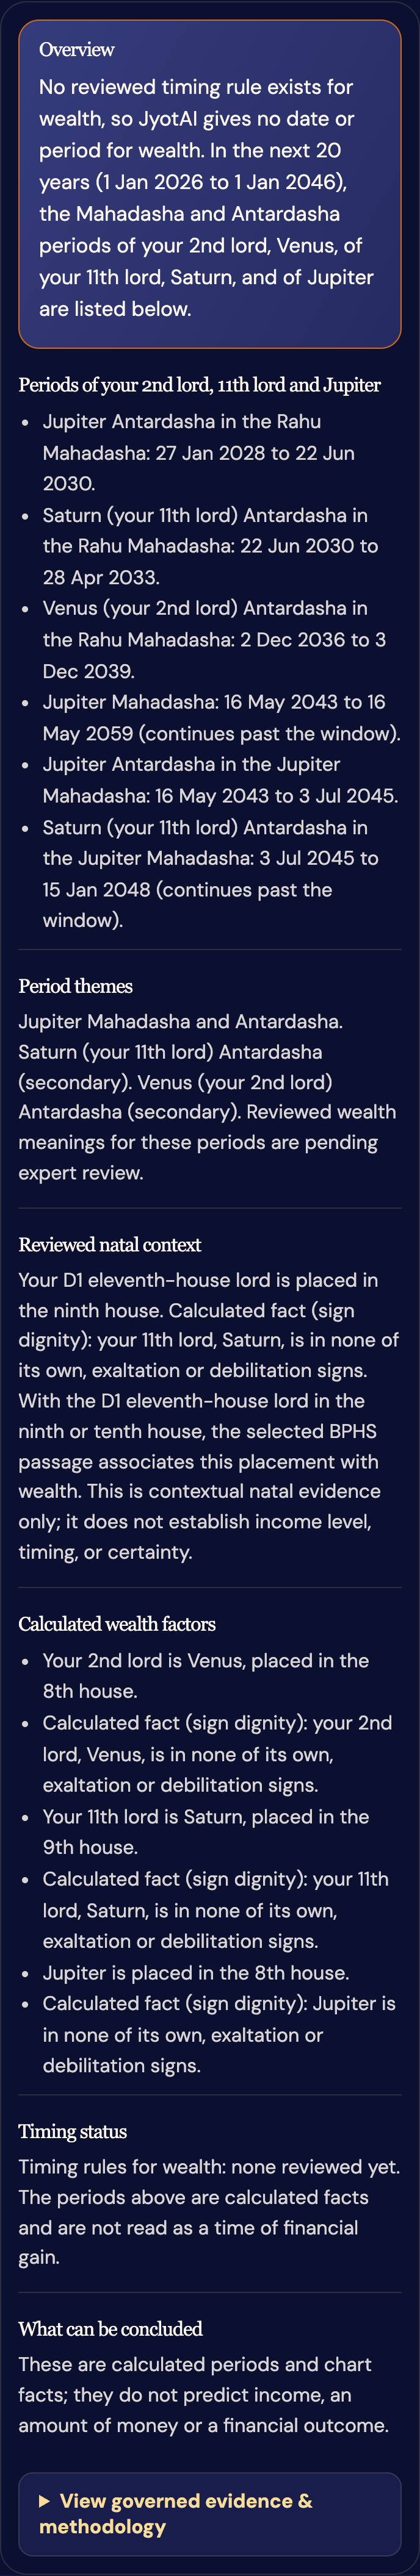 Overview
No reviewed timing rule exists for
wealth, so JyotAI gives no date or
period for wealth. In the next 20
years (1 Jan 2026 to 1 Jan 2046),
the Mahadasha and Antardasha
periods of your 2nd lord, Venus, of
your 11th lord, Saturn, and of Jupiter
are listed below.
Periods of your 2nd lord, 11th lord and Jupiter
• Jupiter Antardasha in the Rahu
Mahadasha: 27 Jan 2028 to 22 Jun
2030.
• Saturn (your 11th lord) Antardasha in
the Rahu Mahadasha: 22 Jun 2030 to
28 Apr 2033.
• Venus (your 2nd lord) Antardasha in
the Rahu Mahadasha: 2 Dec 2036 to 3
Dec 2039.
• Jupiter Mahadasha: 16 May 2043 to 16
May 2059 (continues past the window).
• Jupiter Antardasha in the Jupiter
Mahadasha: 16 May 2043 to 3 Jul 2045.
• Saturn (your 11th lord) Antardasha in
the Jupiter Mahadasha: 3 Jul 2045 to
15 Jan 2048 (continues past the
window).
Period themes
Jupiter Mahadasha and Antardasha.
Saturn (your 11th lord) Antardasha
(secondary). Venus (your 2nd lord)
Antardasha (secondary). Reviewed wealth
meanings for these periods are pending
expert review.
Reviewed natal context
Your D1 eleventh-house lord is placed in
the ninth house. Calculated fact (sign
dignity): your 11th lord, Saturn, is in none of
its own, exaltation or debilitation signs.
With the D1 eleventh-house lord in the
ninth or tenth house, the selected BPHS
passage associates this placement with
wealth. This is contextual natal evidence
only; it does not establish income level,
timing, or certainty.
Calculated wealth factors
• Your 2nd lord is Venus, placed in the
8th house.
• Calculated fact (sign dignity): your 2nd
lord, Venus, is in none of its own,
exaltation or debilitation signs.
• Your 11th lord is Saturn, placed in the
9th house.
• Calculated fact (sign dignity): your 11th
lord, Saturn, is in none of its own,
exaltation or debilitation signs.
• Jupiter is placed in the 8th house.
• Calculated fact (sign dignity): Jupiter is
in none of its own, exaltation or
debilitation signs.
Timing status
Timing rules for wealth: none reviewed yet.
The periods above are calculated facts
and are not read as a time of financial
gain.
What can be concluded
These are calculated periods and chart
facts; they do not predict income, an
amount of money or a financial outcome.
▶ View governed evidence &
methodology